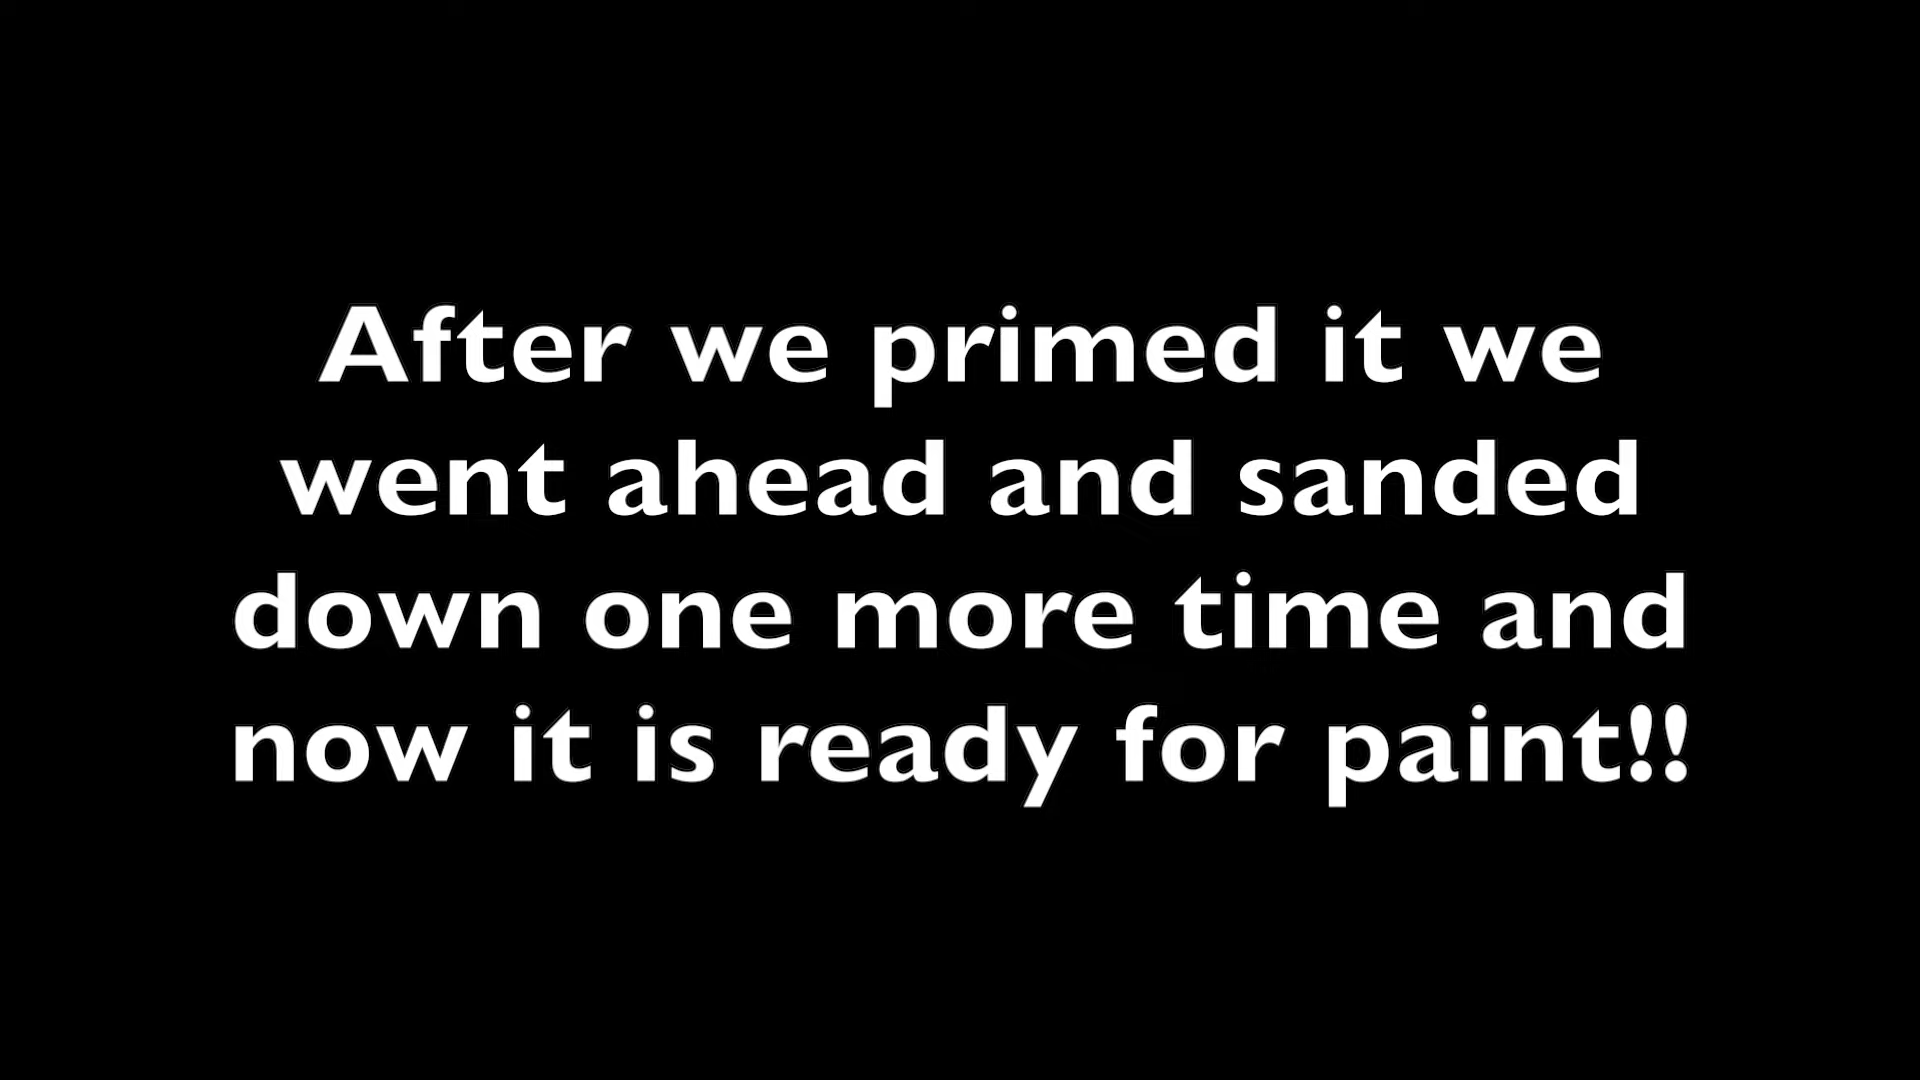 After we primed it we
went ahead and sanded
down one more time and
now it is ready for paint!!